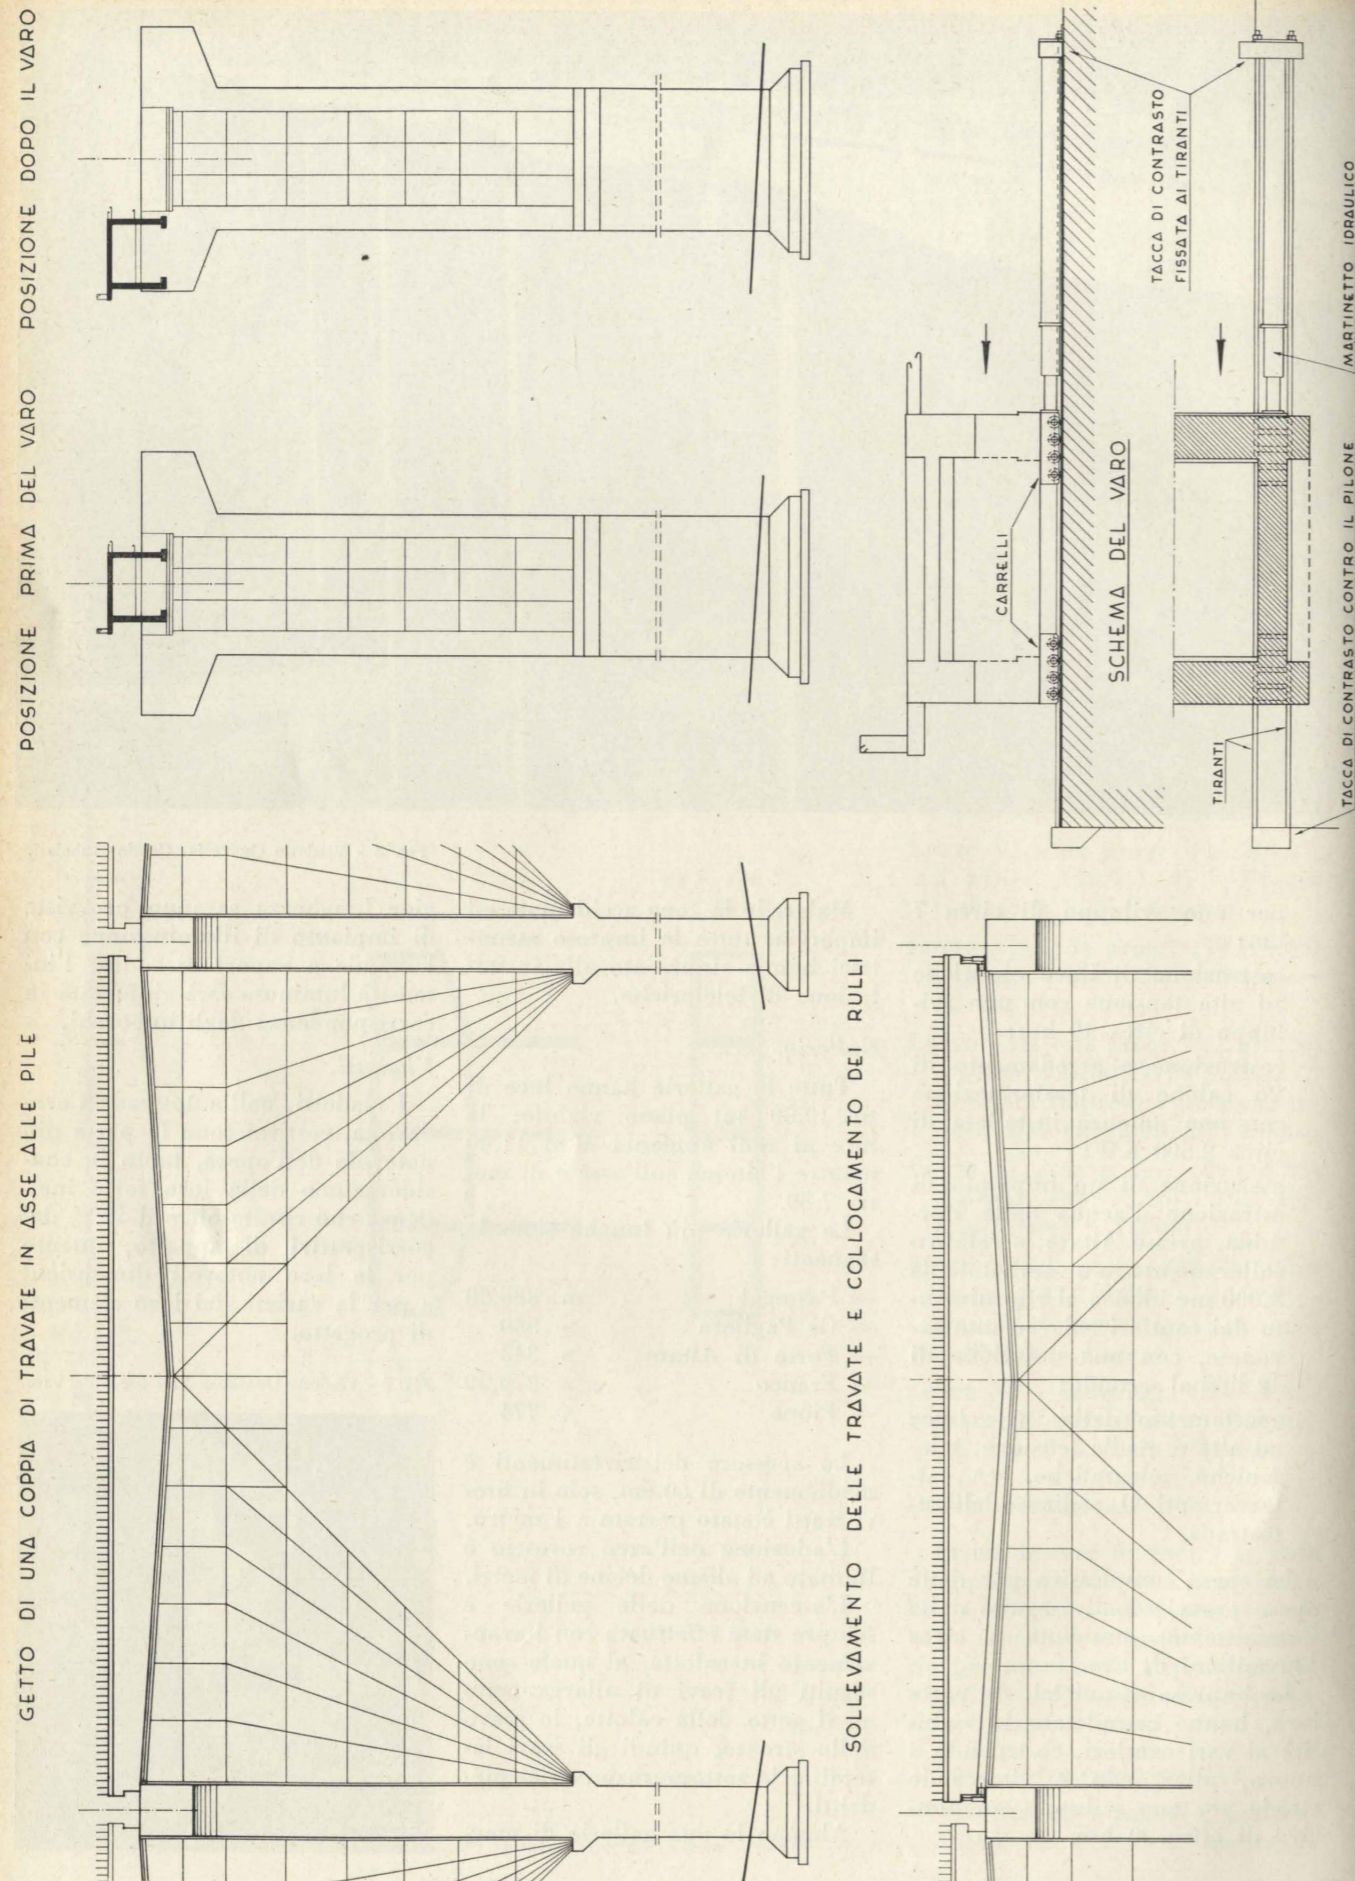 GETTO DI UNA COPPIA DI TRAVATE IN ASSE ALLE PILE
POSIZIONE PRIMA DEL VARO
POSIZIONE DOPO IL VARO
SOLLEVAMENTO DELLE TRAVATE E COLLOCAMENTO DEI RULLI
CARRELLI
SCHEMA DEL VARO
TACCA DI CONTRASTO
FISSATA AI TIRANTI
TIRANTI
TACCA DI CONTRASTO CONTRO IL PILONE
MARTINETTO IDRAULICO